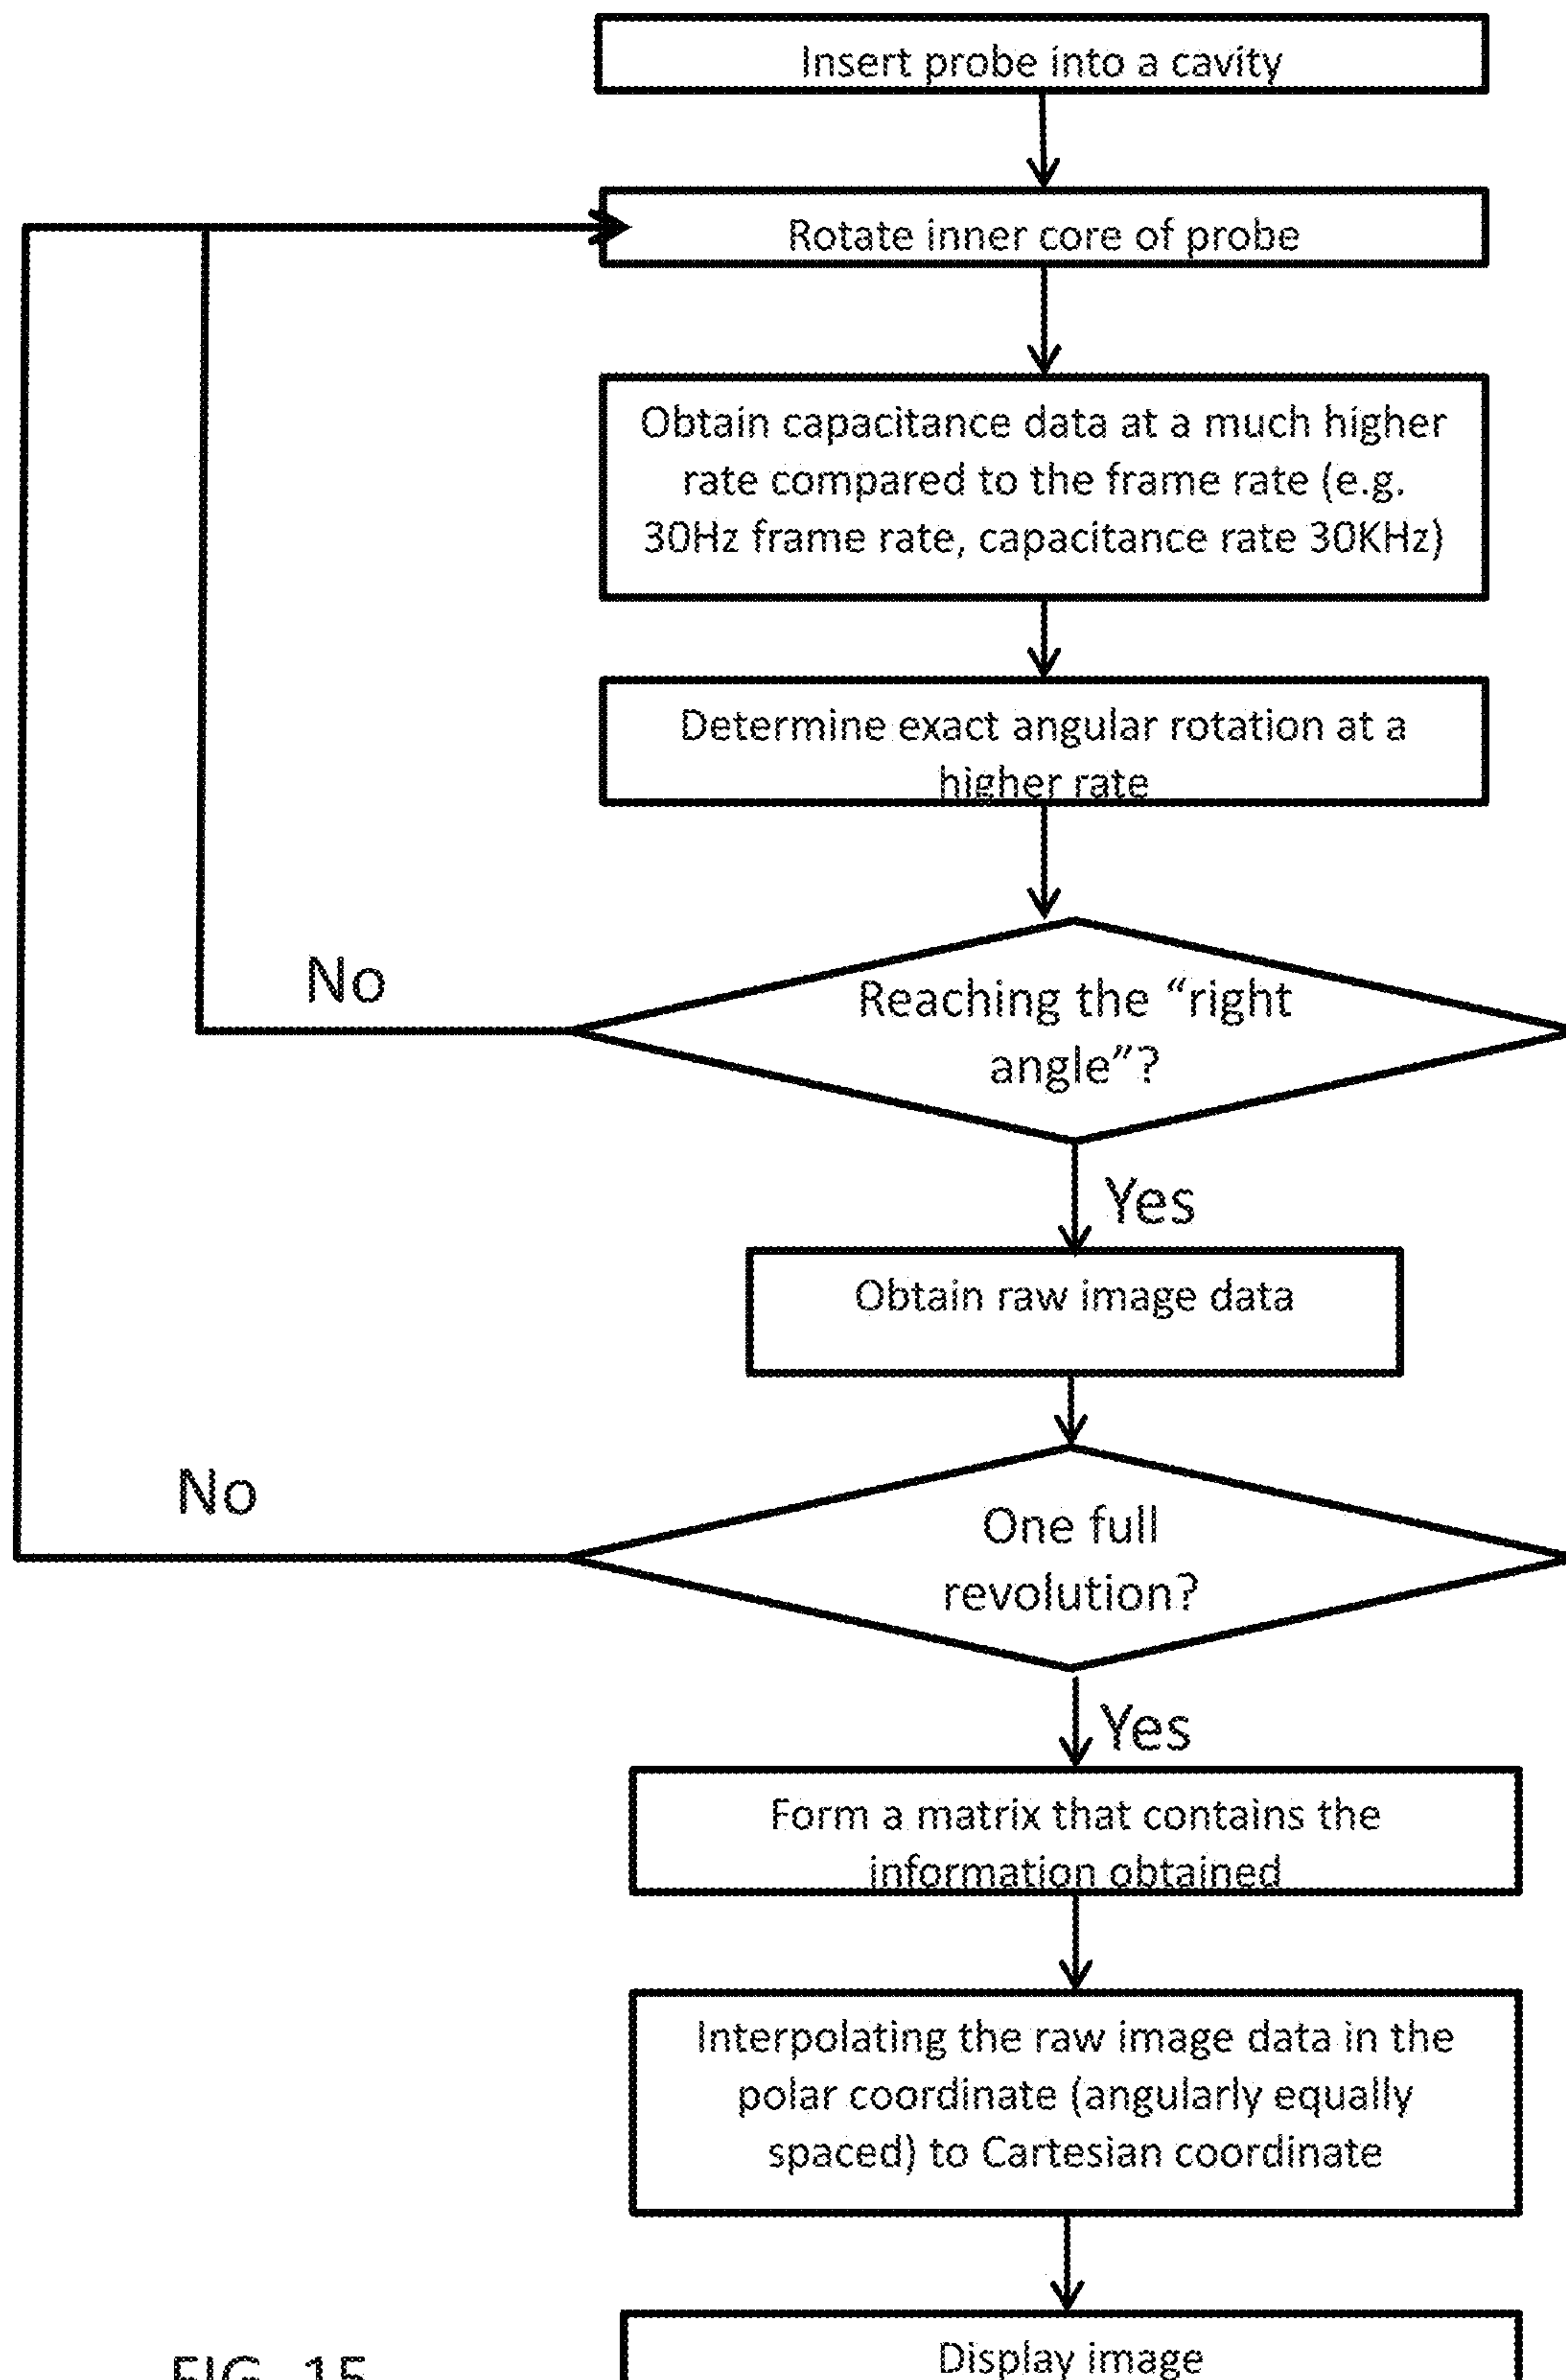 Insert probe into a cavity
Rotate inner core of probe
Obtain capacitance data at a much higher
rate compared to the frame rate (e.g.
30Hz frame rate, capacitance rate 30KHz)
Determine exact angular rotation at a
higher rate
No
Reaching the “right
angle”?
Yes
Obtain raw image data
No
One full
revolution?
Yes
Form a matrix that contains the
information obtained
Interpolating the raw image data in the
polar coordinate (angularly equally
spaced) to Cartesian coordinate
Display image
FIG. 15